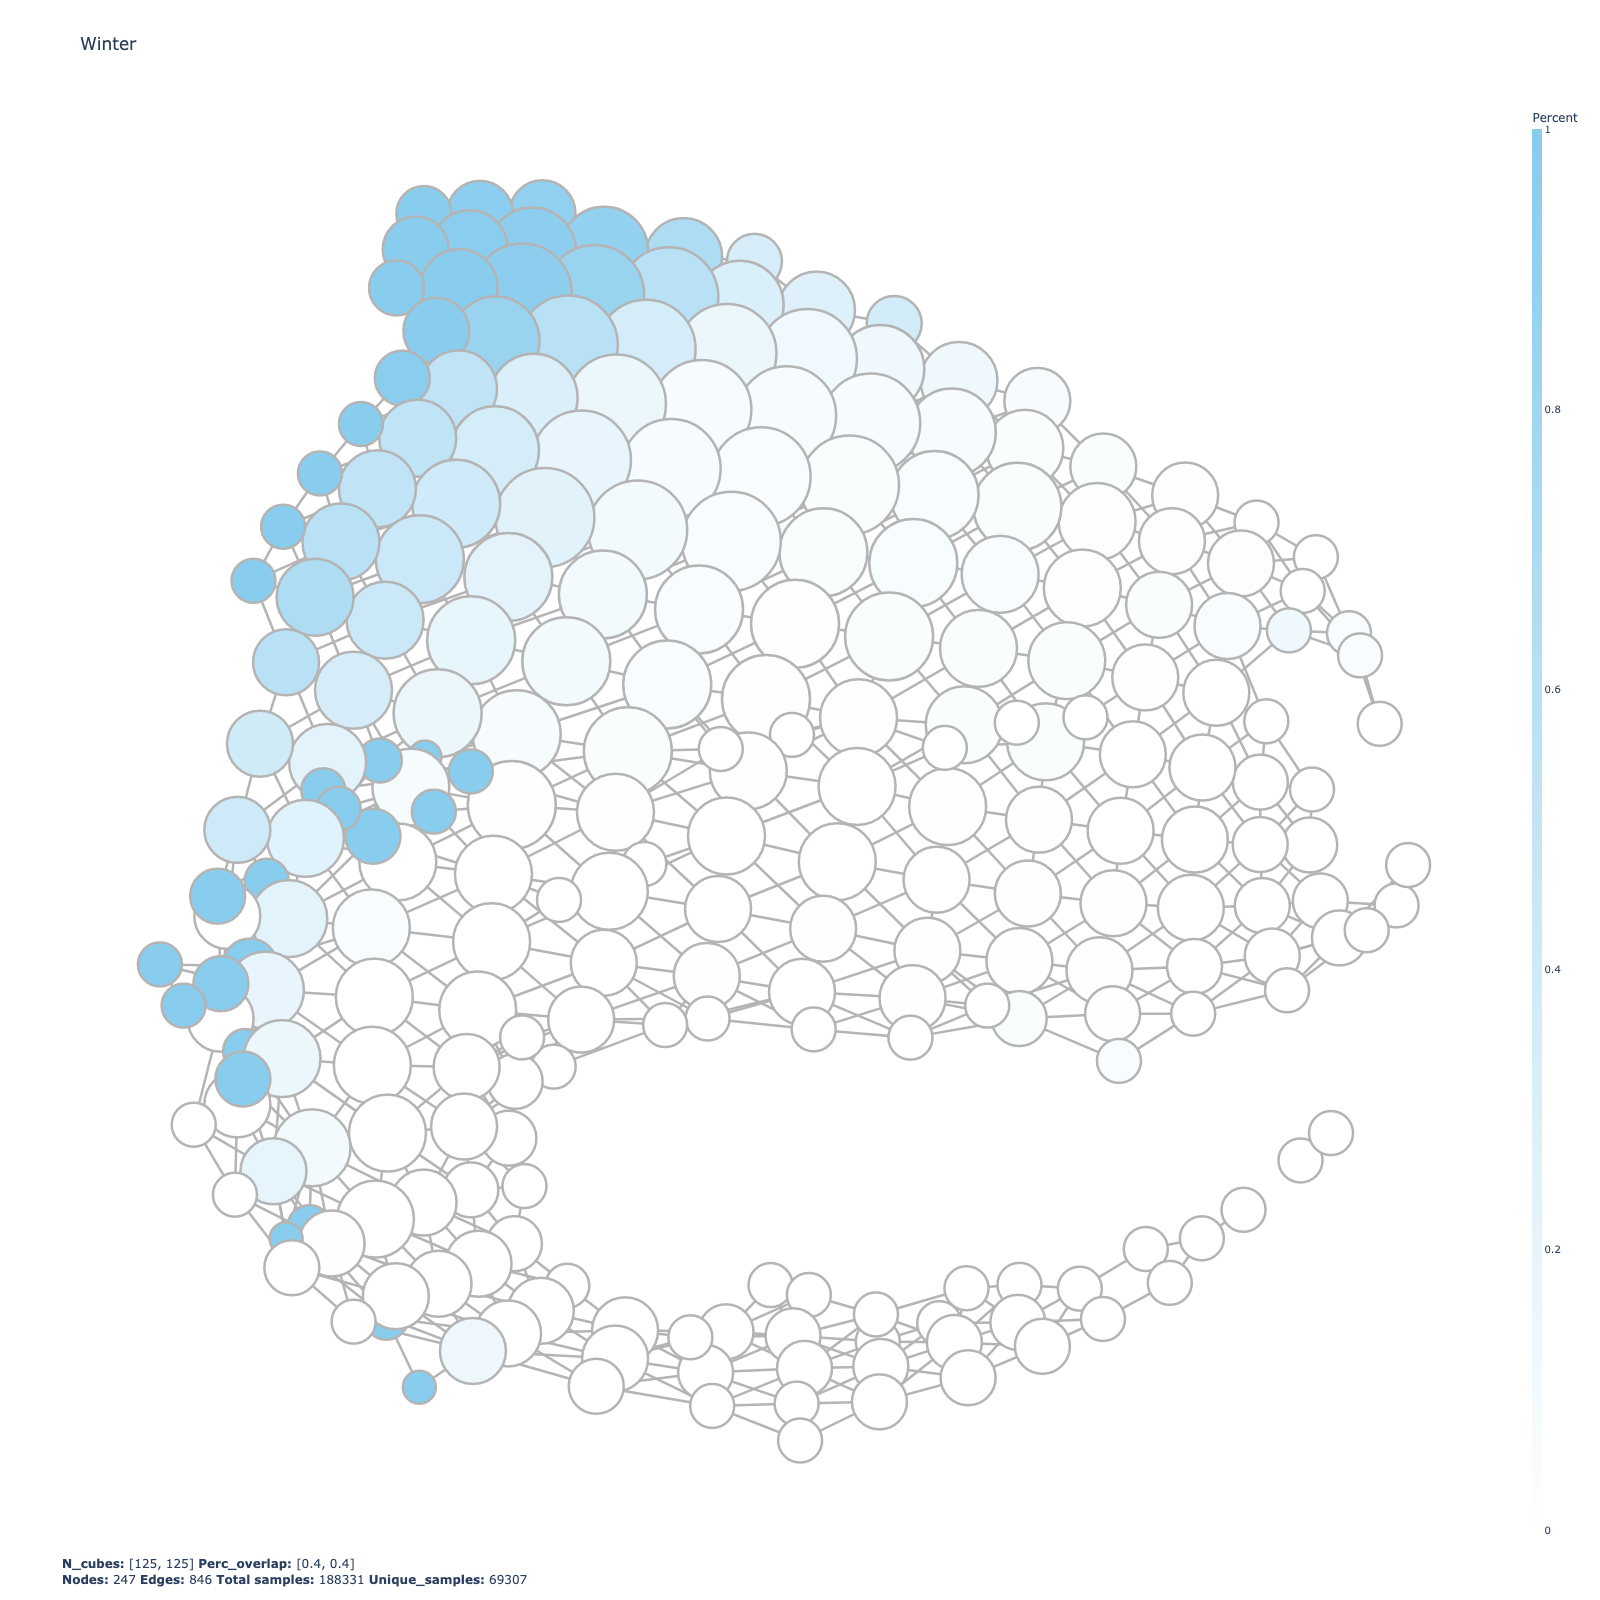 Winter
Percent
1
0.8
0.6
0.4
0.2
0
N_cubes: [125, 125] Perc_overlap: [0.4, 0.4]
Nodes: 247 Edges: 846 Total samples: 188331 Unique_samples: 69307